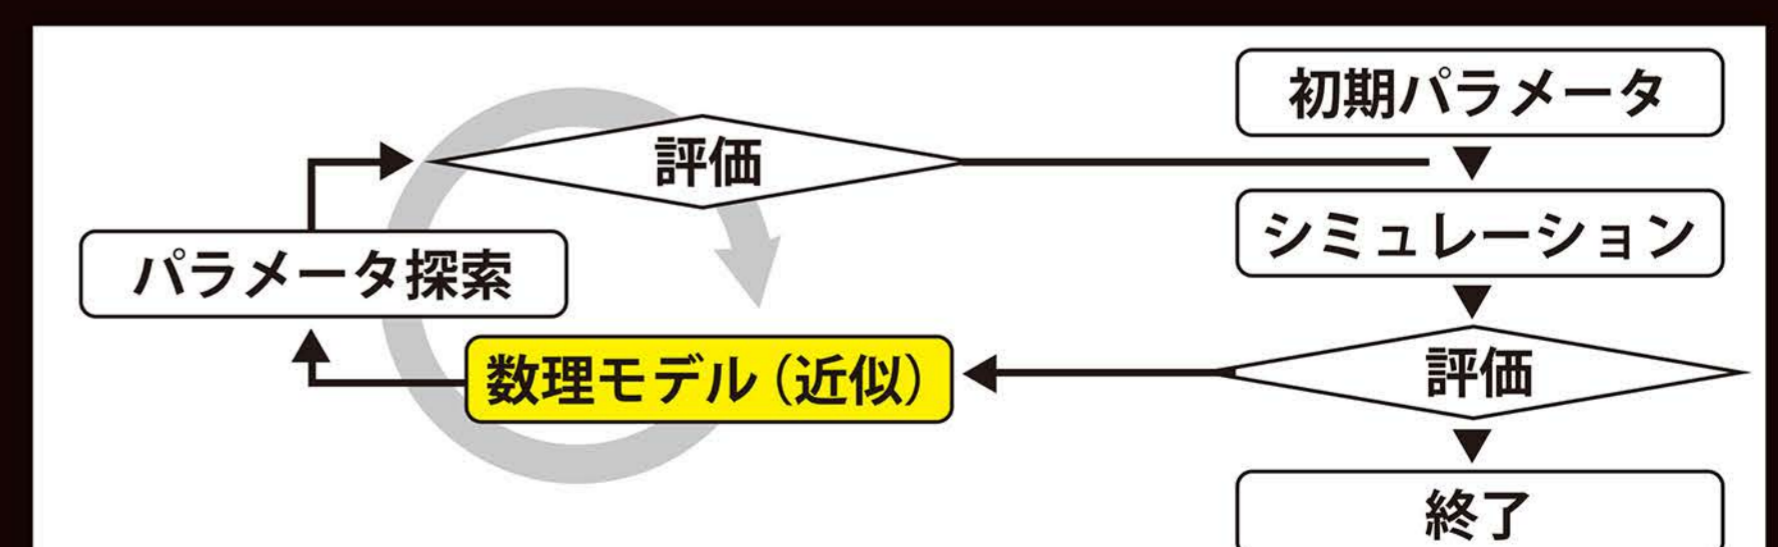 初期パラメータ
評価
シミュレーション
パラメータ探索
数理モデル（近似）
評価
終了